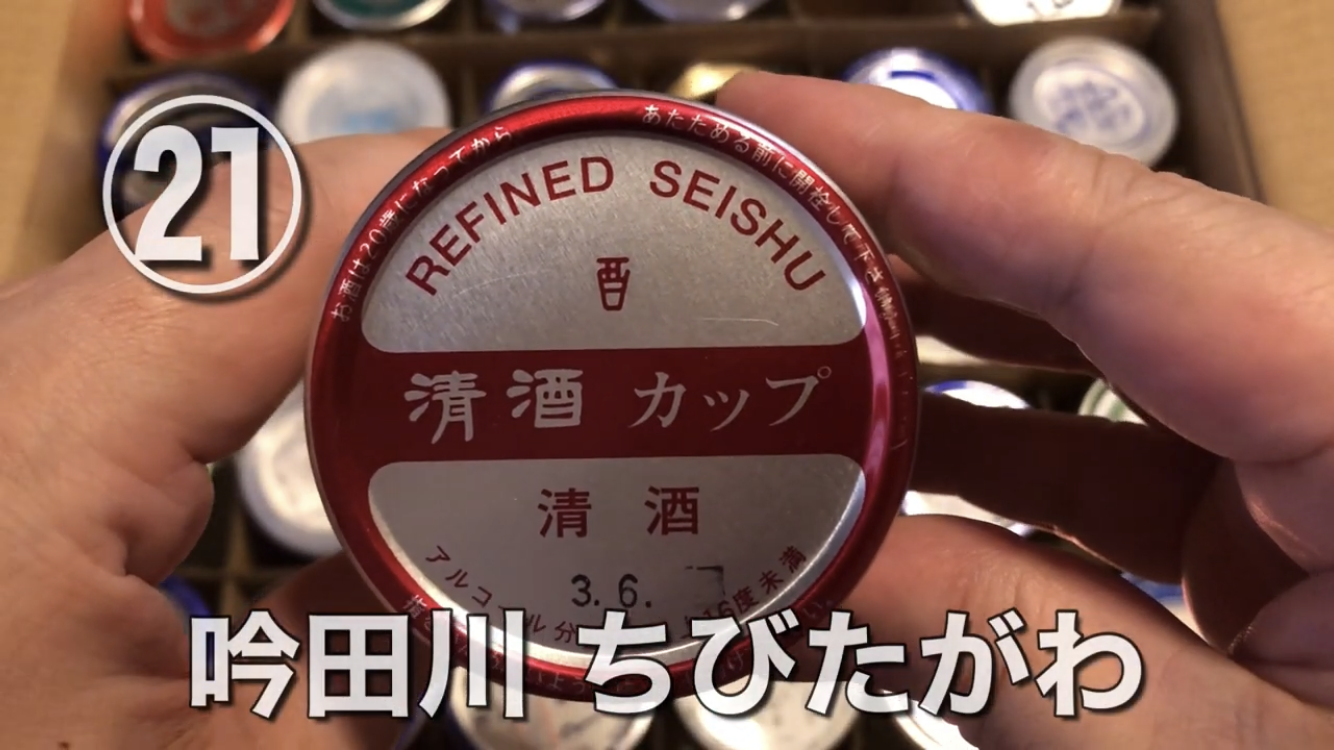 21
お酒は20歳になってから
あたためる前に開栓して下さい
REFINED SEISHU
清酒 カップ
清 酒
3. 6.
アルコール分
16度未満
吟田川 ちびたがわ